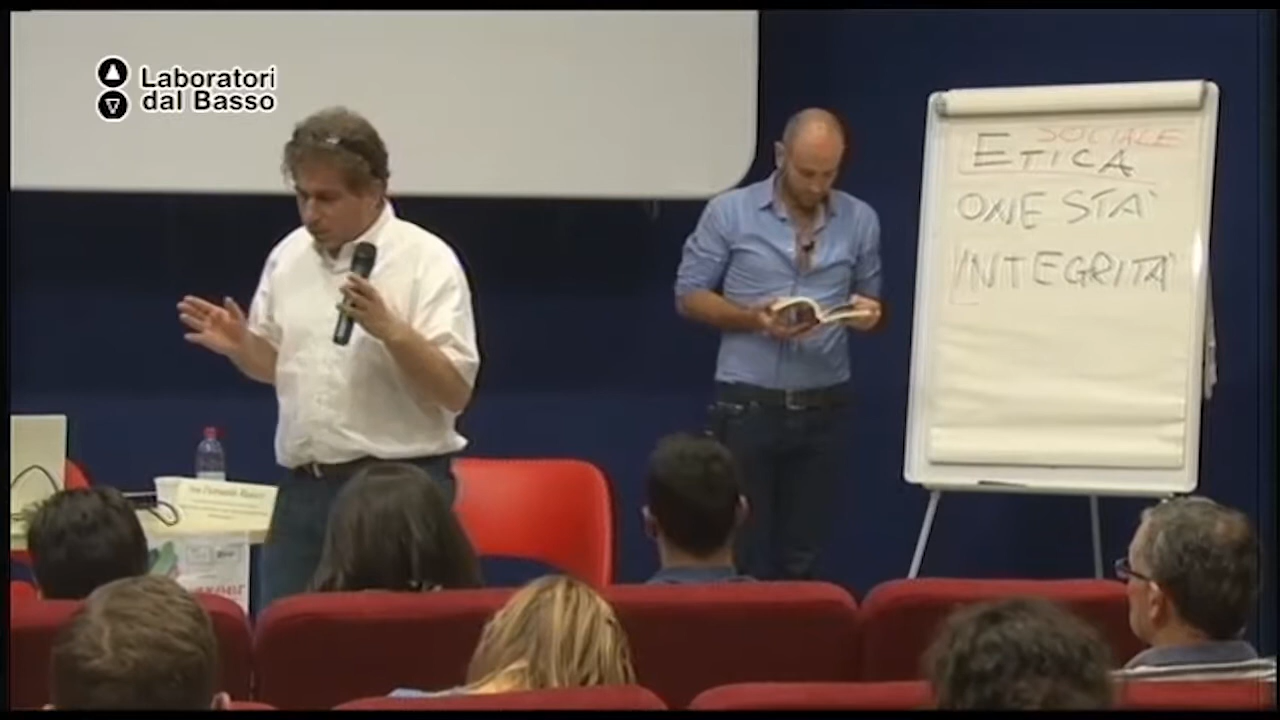 Laboratori
dal Basso
SOCIALE
ETICA
ONESTA'
INTEGRITA'